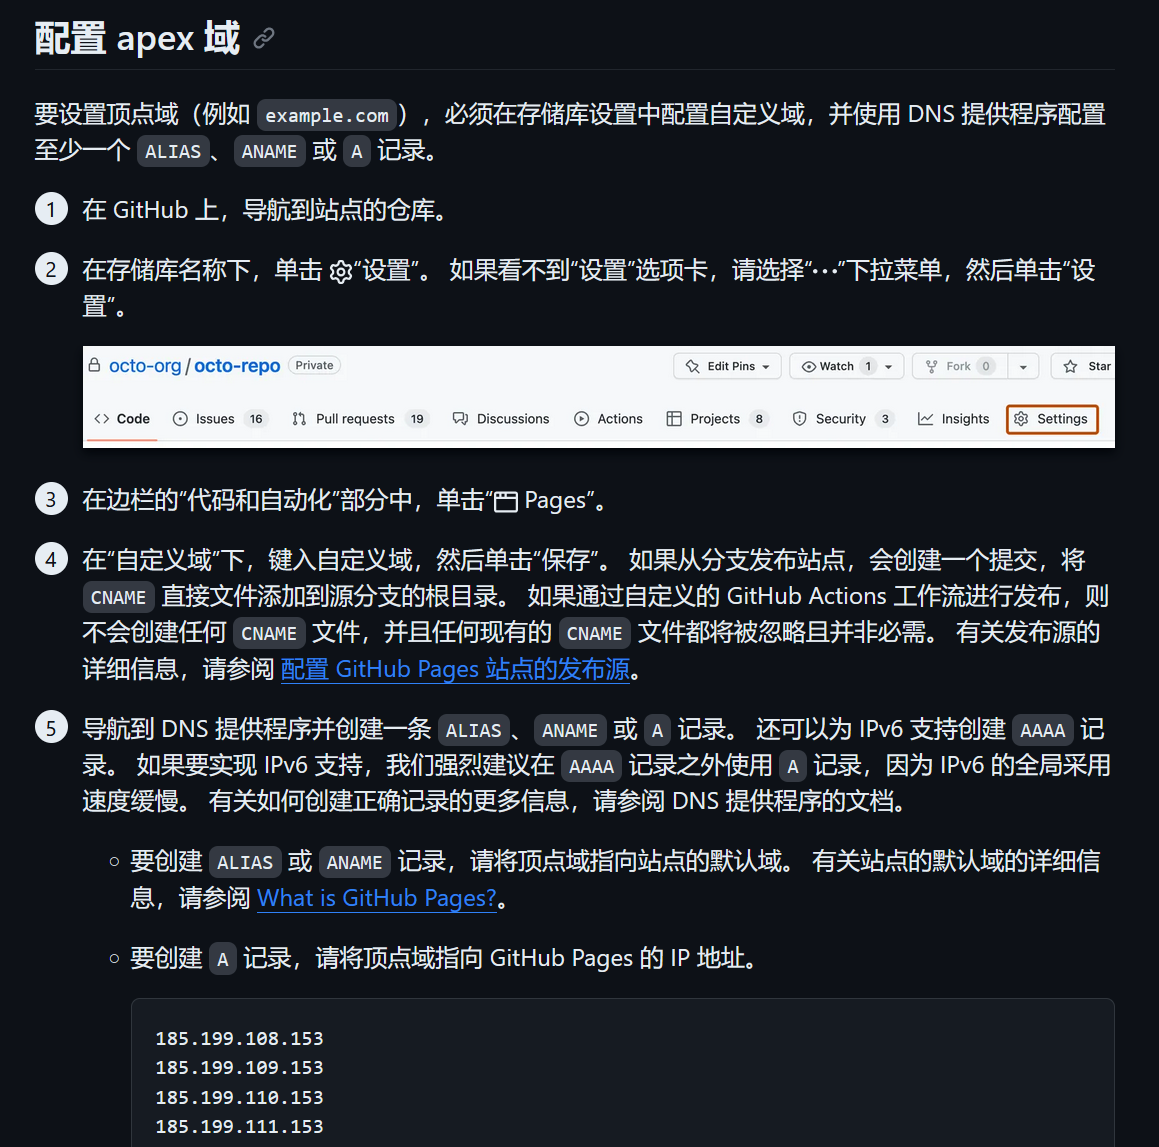 配置 apex 域
要设置顶点域（例如 example.com），必须在存储库设置中配置自定义域，并使用 DNS 提供程序配置
至少一个 ALIAS、ANAME 或 A 记录。
1 在 GitHub 上，导航到站点的仓库。
2 在存储库名称下，单击 “设置”。 如果看不到“设置”选项卡，请选择“···”下拉菜单，然后单击“设
置”。
octo-org / octo-repo Private Edit Pins Watch 1 Fork 0 Star
Code Issues 16 Pull requests 19 Discussions Actions Projects 8 Security 3 Insights Settings
3 在边栏的“代码和自动化”部分中，单击“ Pages”。
4 在“自定义域”下，键入自定义域，然后单击“保存”。 如果从分支发布站点，会创建一个提交，将
CNAME 直接文件添加到源分支的根目录。 如果通过自定义的 GitHub Actions 工作流进行发布，则
不会创建任何 CNAME 文件，并且任何现有的 CNAME 文件都将被忽略且并非必需。 有关发布源的
详细信息，请参阅 配置 GitHub Pages 站点的发布源。
5 导航到 DNS 提供程序并创建一条 ALIAS、ANAME 或 A 记录。 还可以为 IPv6 支持创建 AAAA 记
录。 如果要实现 IPv6 支持，我们强烈建议在 AAAA 记录之外使用 A 记录，因为 IPv6 的全局采用
速度缓慢。 有关如何创建正确记录的更多信息，请参阅 DNS 提供程序的文档。
要创建 ALIAS 或 ANAME 记录，请将顶点域指向站点的默认域。 有关站点的默认域的详细信
息，请参阅 What is GitHub Pages?。
要创建 A 记录，请将顶点域指向 GitHub Pages 的 IP 地址。
185.199.108.153
185.199.109.153
185.199.110.153
185.199.111.153